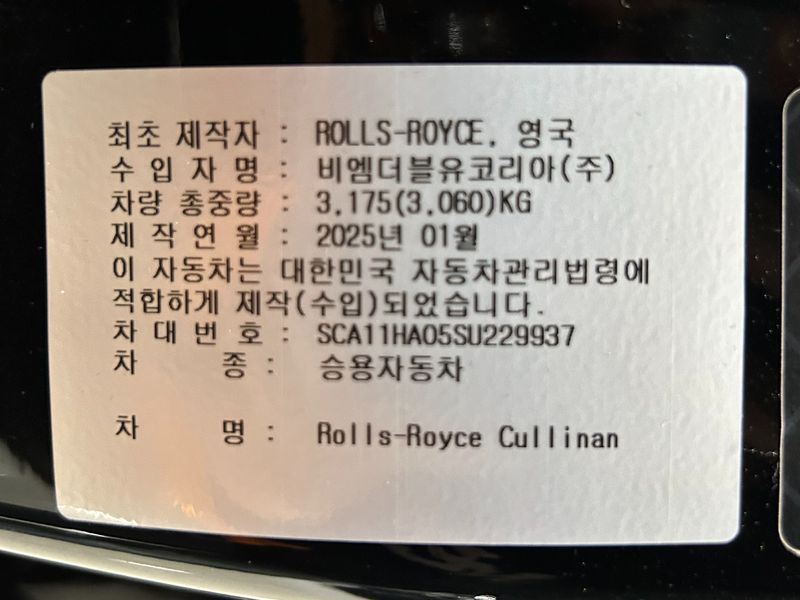 최초 제작자 : ROLLS-ROYCE, 영국
수 입 자 명 : 비엠더블유코리아(주)
차량 총중량 : 3,175(3,060)KG
제 작 연 월 : 2025년 01월
이 자동차는 대한민국 자동차관리법령에
적합하게 제작(수입)되었습니다.
차 대 번 호 : SCA11HA05SU229937
차 종 : 승용자동차
차 명 : Rolls-Royce Cullinan